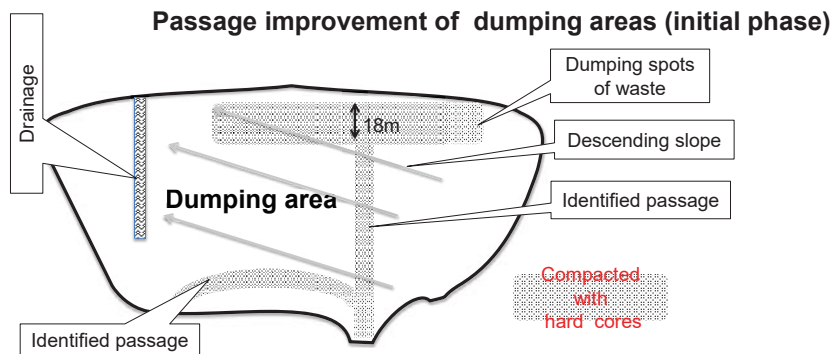 Passage improvement of dumping areas (initial phase)
Drainage
Dumping spots
of waste
18m
Descending slope
Dumping area
Identified passage
Compacted
with
hard cores
Identified passage